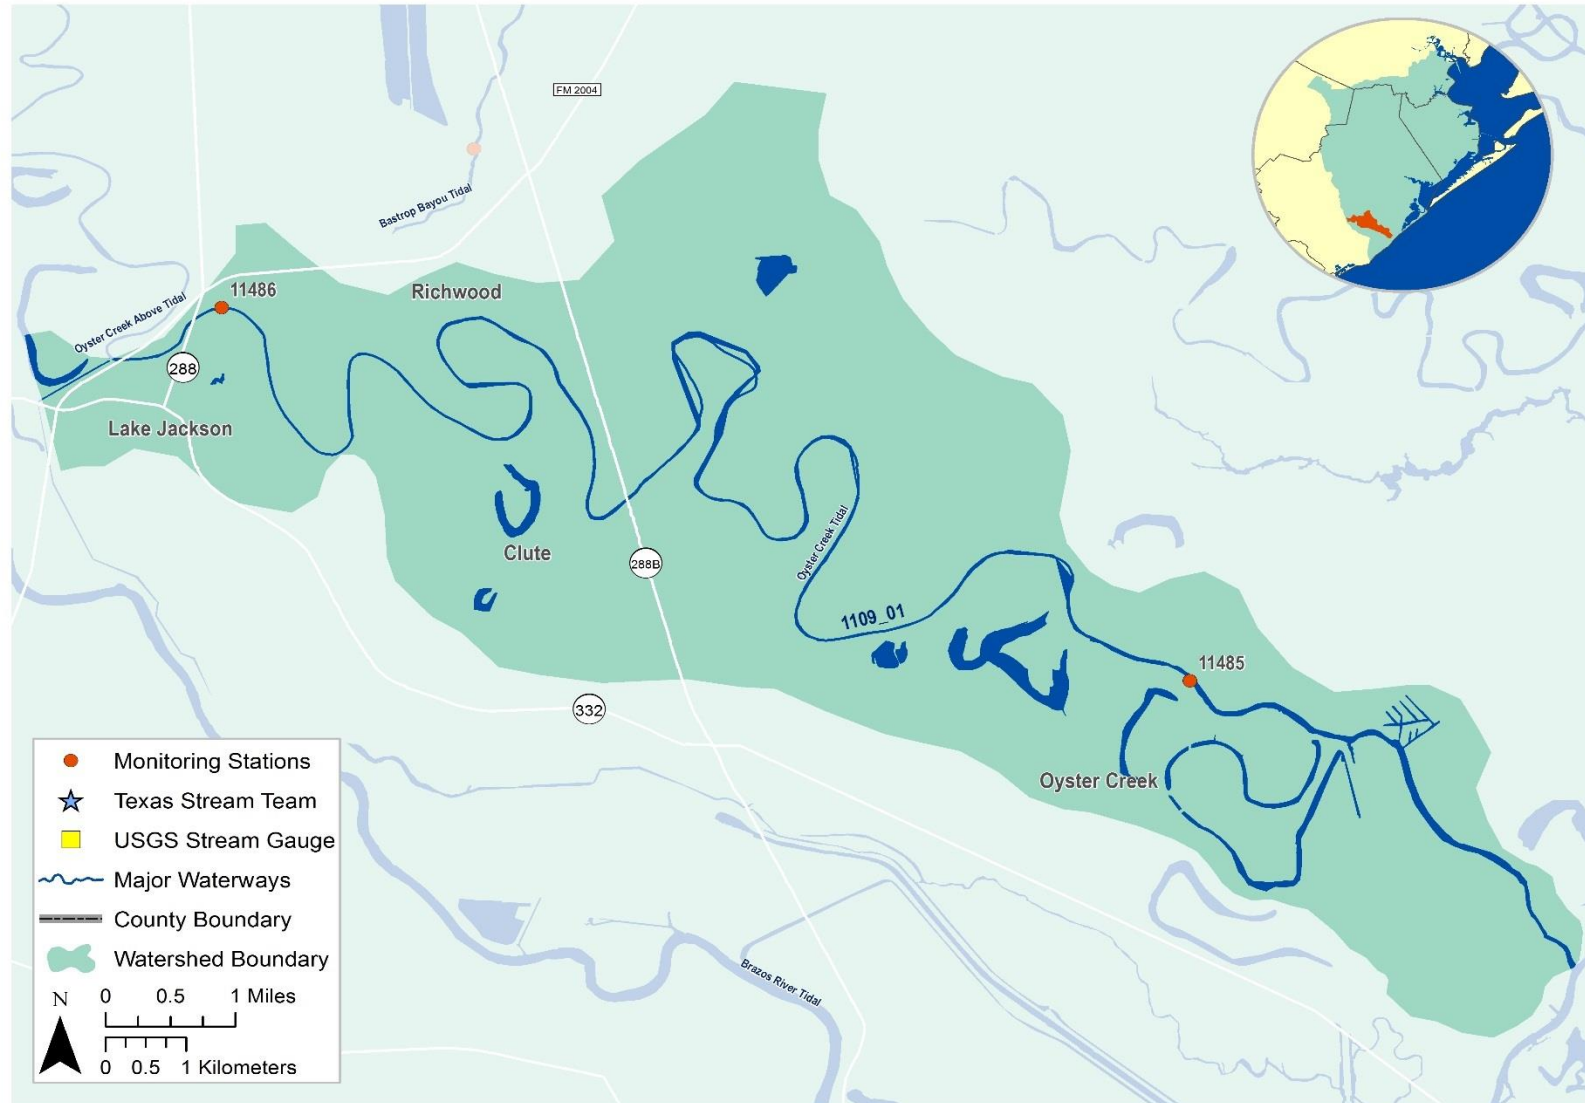 FM 2004
Bastrop Bayou Tidal
11486
Richwood
Oyster Creek Above Tidal
288
Lake Jackson
Clute
288B
Oyster Creek Tidal
1109_01
11485
332
Oyster Creek
Brazos River Tidal
Monitoring Stations
Texas Stream Team
USGS Stream Gauge
Major Waterways
County Boundary
Watershed Boundary
N
0 0.5 1 Miles
0 0.5 1 Kilometers